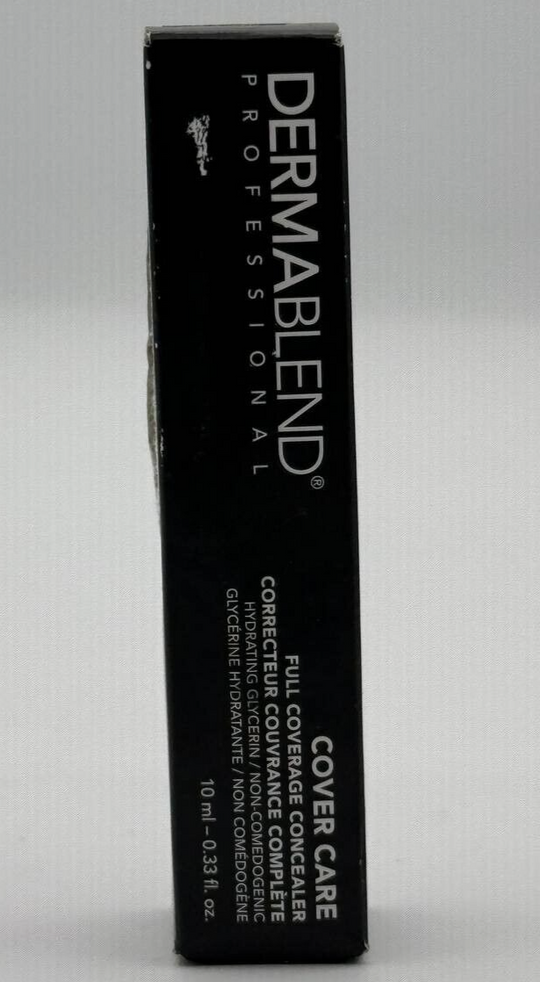 DERMABLEND®
PROFESSIONAL
COVER CARE
FULL COVERAGE CONCEALER
CORRECTEUR COUVRANCE COMPLÈTE
HYDRATING GLYCERIN / NON-COMEDOGENIC
GLYCÉRINE HYDRATANTE / NON COMÉDOGÈNE
10 ml – 0.33 fl. oz.